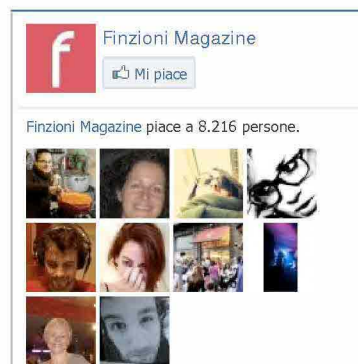 f
Finzioni Magazine
Mi piace
Finzioni Magazine piace a 8.216 persone.